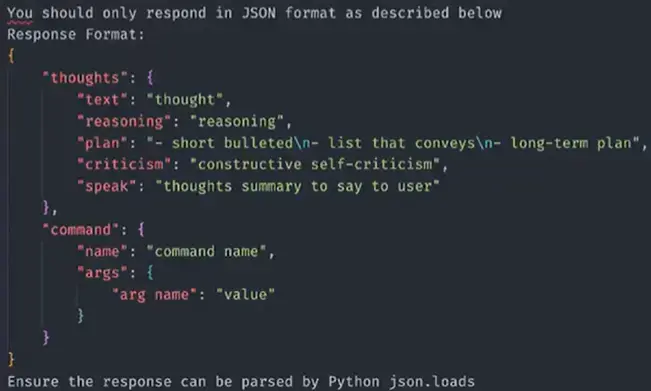 You should only respond in JSON format as described below
Response Format:
{
    "thoughts": {
        "text": "thought",
        "reasoning": "reasoning",
        "plan": "- short bulleted\n- list that conveys\n- long-term plan",
        "criticism": "constructive self-criticism",
        "speak": "thoughts summary to say to user"
    },
    "command": {
        "name": "command name",
        "args": {
            "arg name": "value"
        }
    }
}
Ensure the response can be parsed by Python json.loads